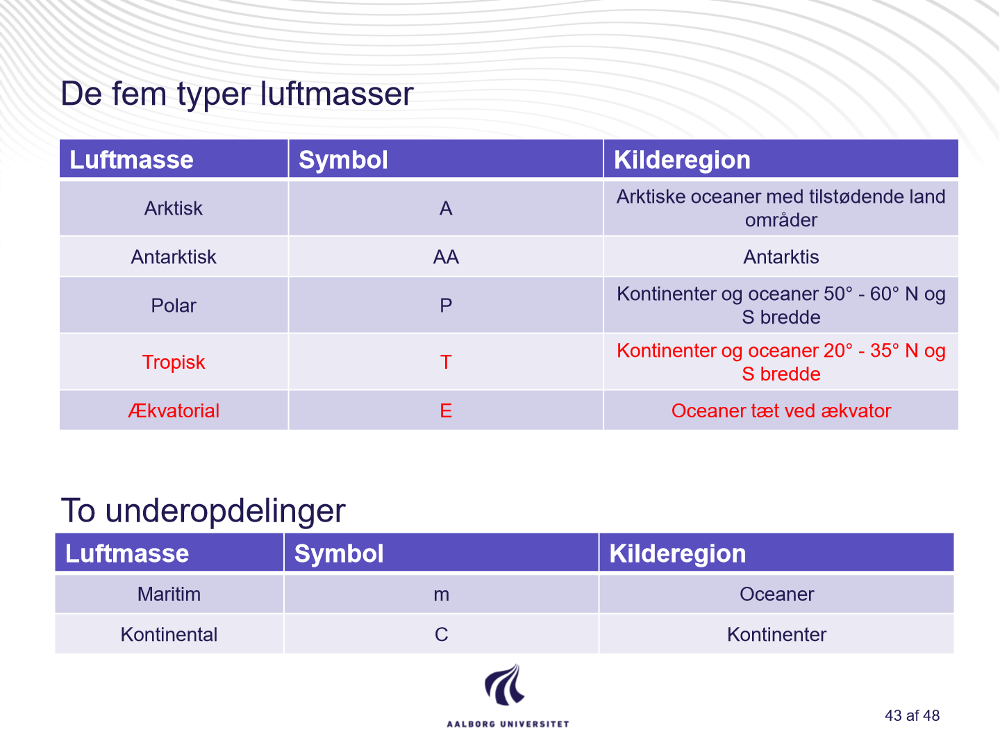 De fem typer luftmasser
Luftmasse Symbol Kilderegion
Arktisk A Arktiske oceaner med tilstødende land
områder
Antarktisk AA Antarktis
Polar P Kontinenter og oceaner 50° - 60° N og
S bredde
Tropisk T Kontinenter og oceaner 20° - 35° N og
S bredde
Ækvatorial E Oceaner tæt ved ækvator
To underopdelinger
Luftmasse Symbol Kilderegion
Maritim m Oceaner
Kontinental C Kontinenter
AALBORG UNIVERSITET
43 af 48